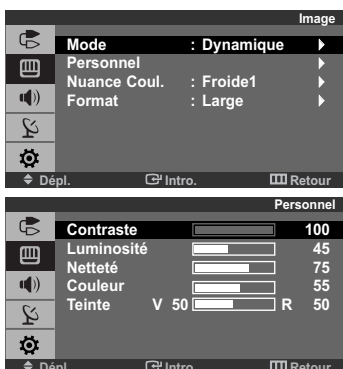 Image
Mode : Dynamique
Personnel
Nuance Coul. : Froide1
Format : Large
Dépl. Intro. Retour
Personnel
Contraste 100
Luminosité 45
Netteté 75
Couleur 55
Teinte V 50 R 50
Dépl. Intro. Retour